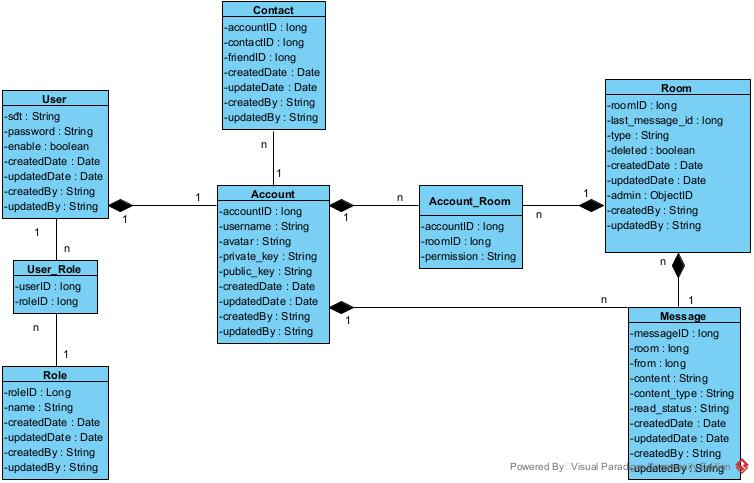 Contact
-accountID : long
-contactID : long
-friendID : long
-createdDate : Date
-updateDate : Date
-createdBy : String
-updatedBy : String
n
1
User
-sđt : String
-password : String
-enable : boolean
-createdDate : Date
-updatedDate : Date
-createdBy : String
-updatedBy : String
1
1
1
n
User_Role
-userID : long
-roleID : long
n
1
Role
-roleID : Long
-name : String
-createdDate : Date
-updatedDate : Date
-createdBy : String
-updatedBy : String
Account
-accountID : long
-username : String
-avatar : String
-private_key : String
-public_key : String
-createdDate : Date
-updatedDate : Date
-createdBy : String
-updatedBy : String
1
n
Account_Room
-accountID : long
-roomID : long
-permission : String
n
1
Room
-roomID : long
-last_message_id : long
-type : String
-deleted : boolean
-createdDate : Date
-updatedDate : Date
-admin : ObjectID
-createdBy : String
-updatedBy : String
n
1
1
n
Message
-messageID : long
-room : long
-from : long
-content : String
-content_type : String
-read_status : String
-createdDate : Date
-updatedDate : Date
-createdBy : String
-updatedBy : String
Powered By Visual Paradigm Community Edition